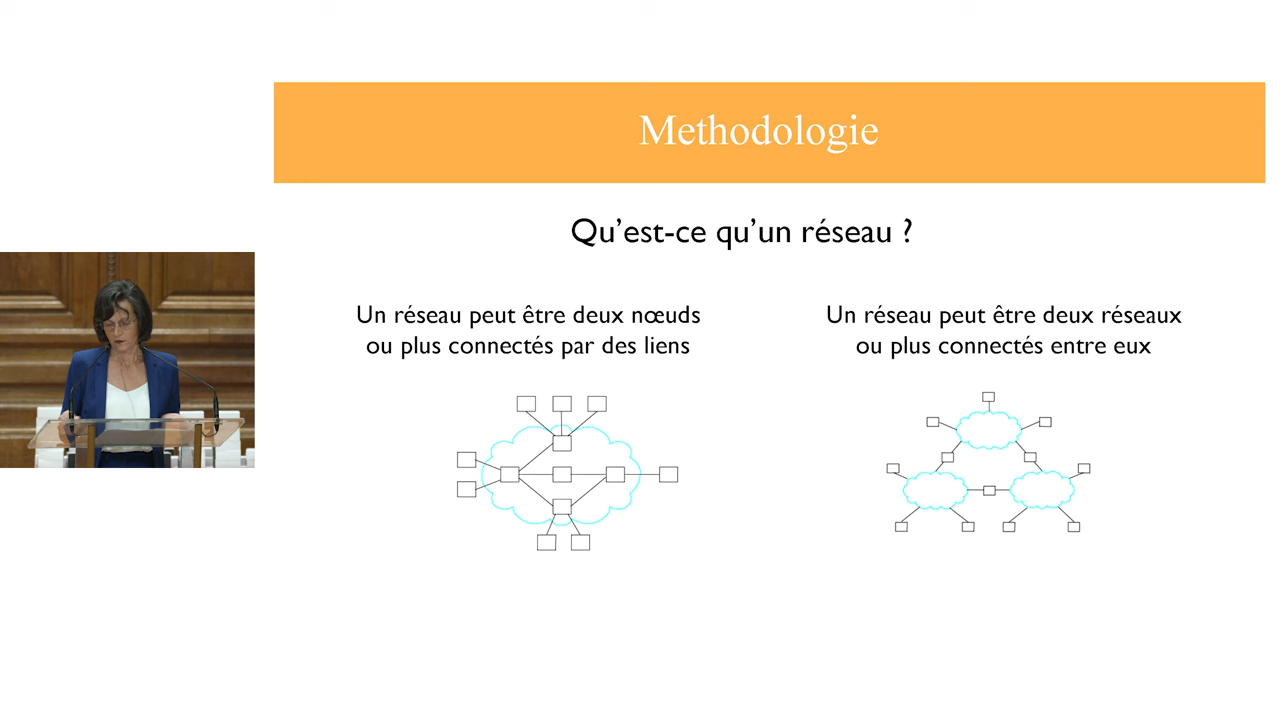 Methodologie
Qu’est-ce qu’un réseau ?
Un réseau peut être deux nœuds
ou plus connectés par des liens
Un réseau peut être deux réseaux
ou plus connectés entre eux